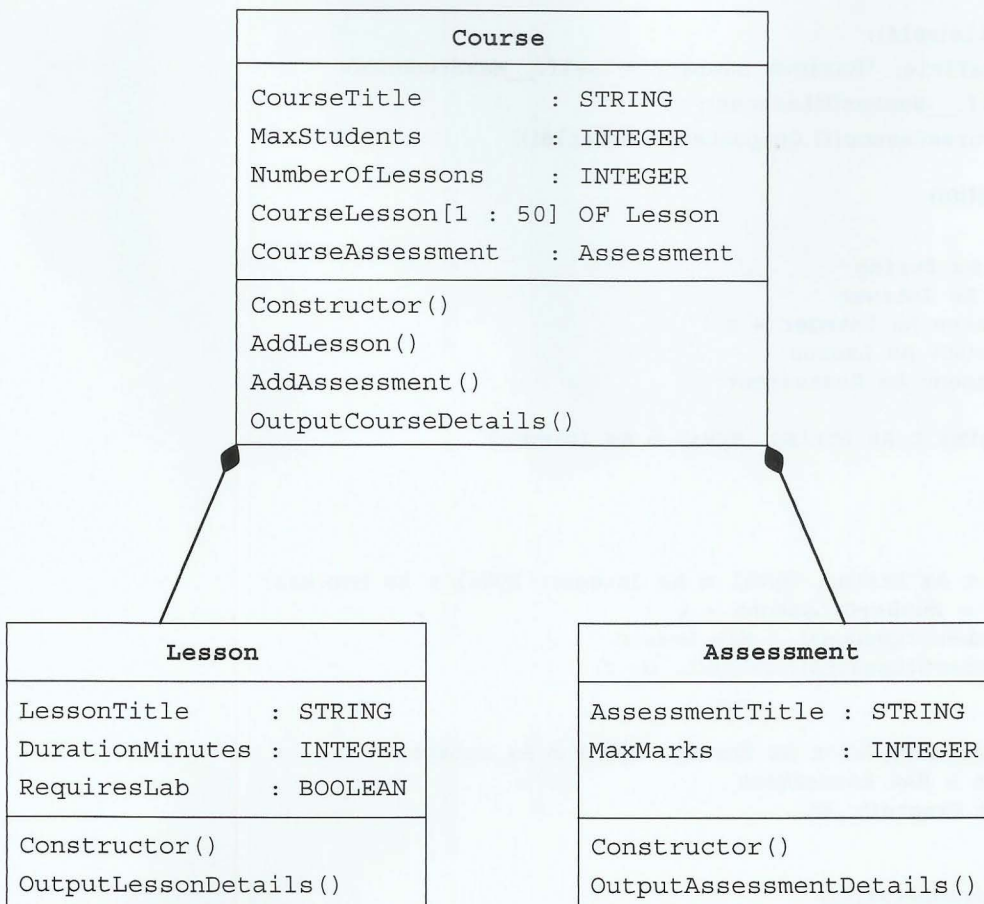 Course
CourseTitle : STRING
MaxStudents : INTEGER
NumberOfLessons : INTEGER
CourseLesson[1 : 50] OF Lesson
CourseAssessment : Assessment
Constructor()
AddLesson()
AddAssessment()
OutputCourseDetails()
Lesson
LessonTitle : STRING
DurationMinutes : INTEGER
RequiresLab : BOOLEAN
Constructor()
OutputLessonDetails()
Assessment
AssessmentTitle : STRING
MaxMarks : INTEGER
Constructor()
OutputAssessmentDetails()